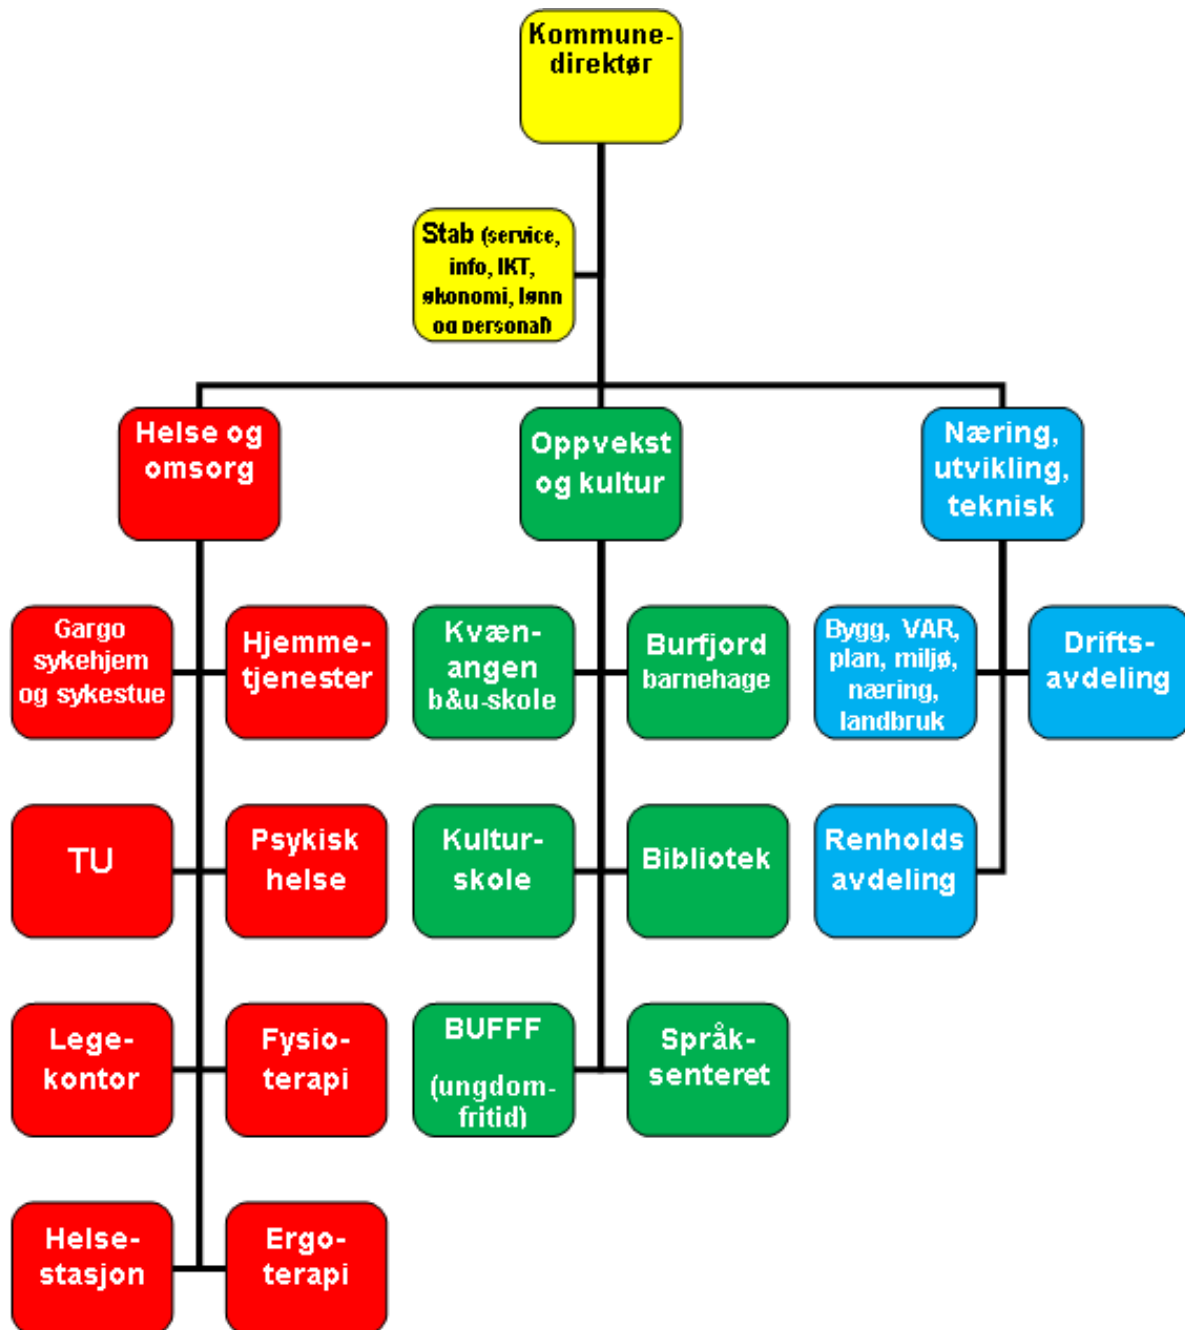 Kommune-
direktør
Stab (service,
info, IKT,
økonomi, lønn
og personal)
Helse og
omsorg
Oppvekst
og kultur
Næring,
utvikling,
teknisk
Gargo
sykehjem
og sykestue
Hjemme-
tjenester
Kvæn-
angen
b&u-skole
Burfjord
barnehage
Bygg, VAR,
plan, miljø,
næring,
landbruk
Drifts-
avdeling
TU
Psykisk
helse
Kultur-
skole
Bibliotek
Renholds
avdeling
Lege-
kontor
Fysio-
terapi
BUFFF
(ungdom-
fritid)
Språk-
senteret
Helse-
stasjon
Ergo-
terapi